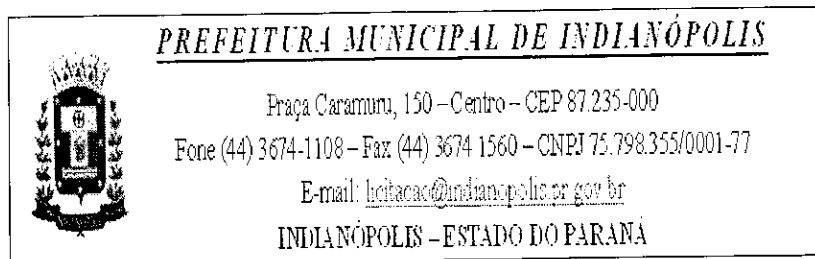 PREFEITURA MUNICIPAL DE INDIANÓPOLIS
Praça Caramuru, 150 – Centro – CEP 87.235-000
Fone (44) 3674-1108 – Fax (44) 3674 1560 – CNPJ 75.798.355/0001-77
E-mail: licitacao@indianopolis.pr.gov.br
INDIANÓPOLIS – ESTADO DO PARANÁ